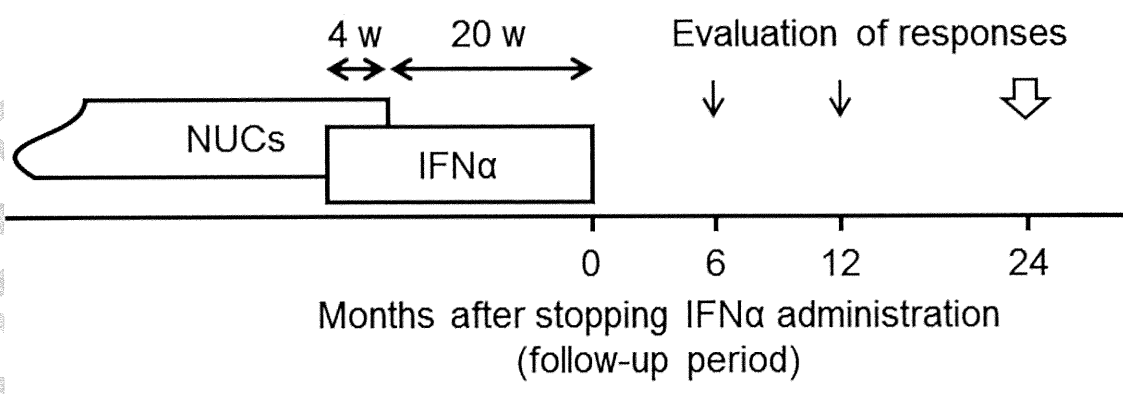 4 w 20 w Evaluation of responses
NUCs
IFNα
0 6 12 24
Months after stopping IFNα administration
(follow-up period)